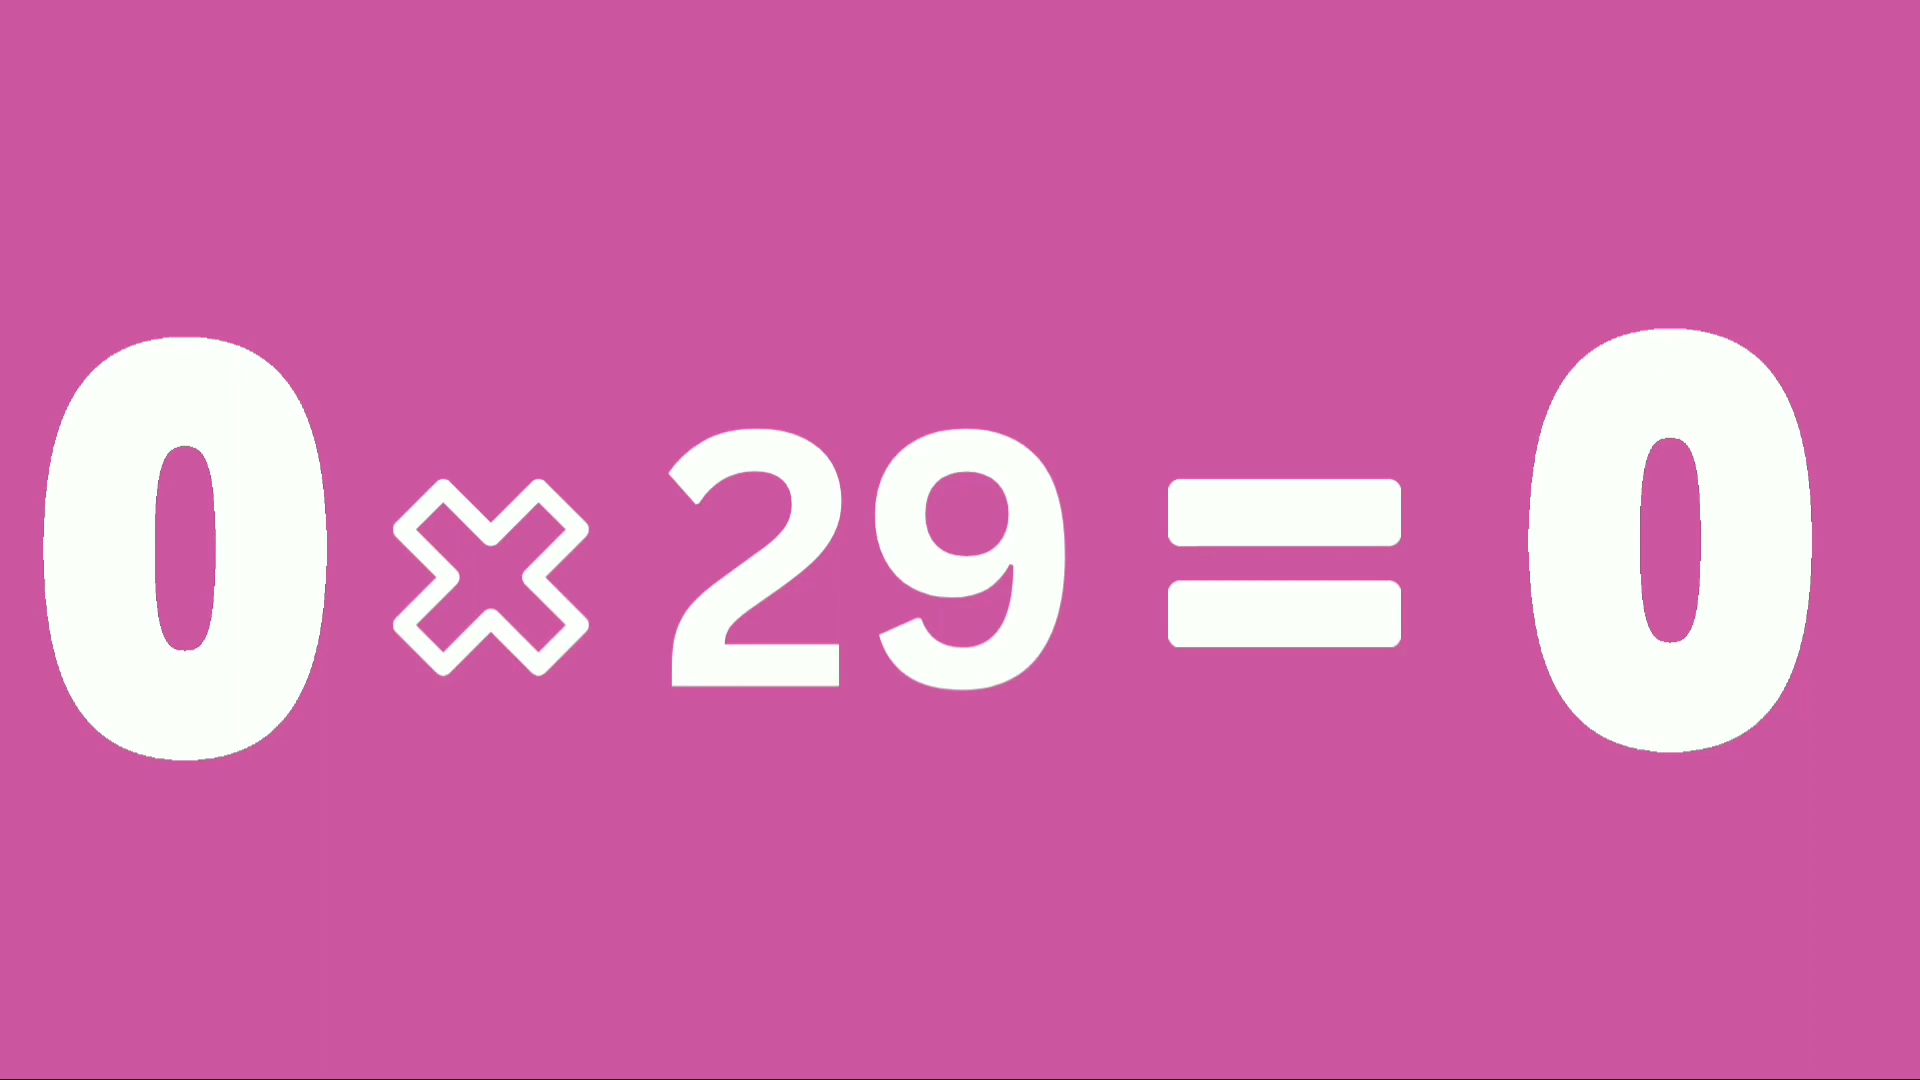 0 × 29 = 0